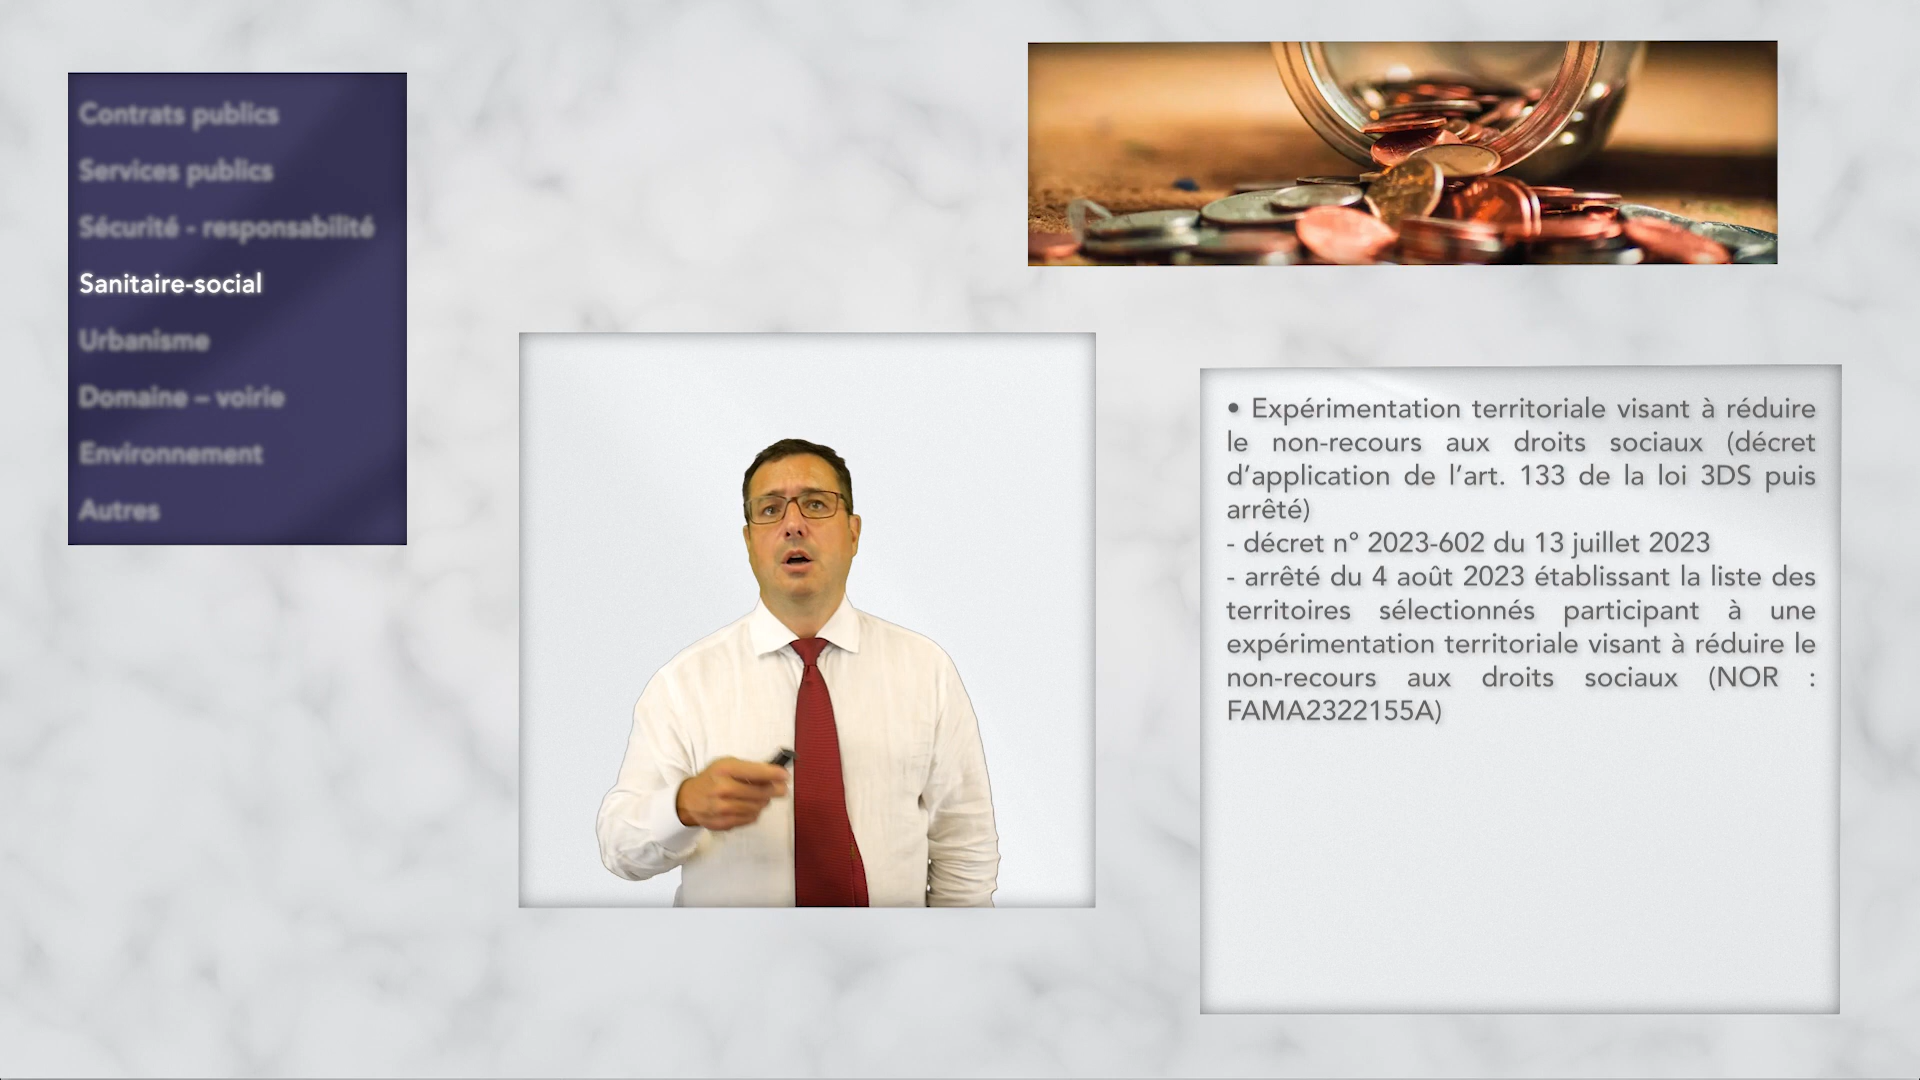 Contrats publics
Services publics
Sécurité - responsabilité
Sanitaire-social
Urbanisme
Domaine – voirie
Environnement
Autres
• Expérimentation territoriale visant à réduire
le non-recours aux droits sociaux (décret
d’application de l’art. 133 de la loi 3DS puis
arrêté)
- décret n° 2023-602 du 13 juillet 2023
- arrêté du 4 août 2023 établissant la liste des
territoires sélectionnés participant à une
expérimentation territoriale visant à réduire le
non-recours aux droits sociaux (NOR :
FAMA2322155A)